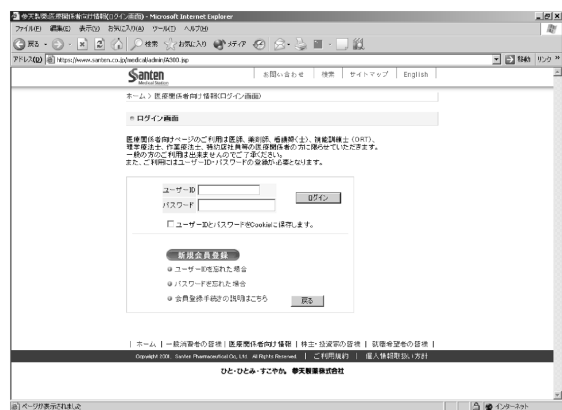 参天製薬:医療関係者向け情報(ログイン画面) - Microsoft Internet Explorer
ファイル(F) 編集(E) 表示(V) お気に入り(A) ツール(T) ヘルプ(H)
戻る 検索 お気に入り メディア
アドレス(D) https://www.santen.co.jp/medical/admin/A300.jsp 移動 リンク
Santen
Medical Station
お問い合わせ 検索 サイトマップ English
ホーム > 医療関係者向け情報(ログイン画面)
ログイン画面
医療関係者向けページのご利用は医師、薬剤師、看護婦(士)、視能訓練士(ORT)、
理学療法士、作業療法士、特約店社員等の医療関係者の方に限らせていただきます。
一般の方のご利用は出来ませんのでご了承ください。
また、ご利用にはユーザーID・パスワードの登録が必要となります。
ユーザーID
パスワード
ログイン
ユーザーIDとパスワードをCookieに保存します。
新規会員登録
ユーザーIDを忘れた場合
パスワードを忘れた場合
会員登録手続きの説明はこちら 戻る
| ホーム | 一般消費者の皆様 | 医療関係者向け情報 | 株主・投資家の皆様 | 就職希望者の皆様 |
Copyright 2001. Santen Pharmaceutical Co., Ltd. All Rights Reserved. | ご利用規約 | 個人情報取扱い方針
ひと・ひとみ・すこやか。 参天製薬株式会社
ページが表示されました
インターネット